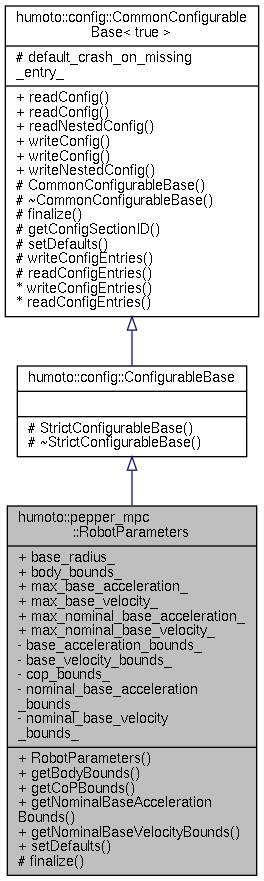 humoto::config::CommonConfigurable
Base< true >
# default_crash_on_missing
_entry_
+ readConfig()
+ readConfig()
+ readNestedConfig()
+ writeConfig()
+ writeConfig()
+ writeNestedConfig()
# CommonConfigurableBase()
# ~CommonConfigurableBase()
# finalize()
# getConfigSectionID()
# setDefaults()
# writeConfigEntries()
# readConfigEntries()
* writeConfigEntries()
* readConfigEntries()
humoto::config::ConfigurableBase
# StrictConfigurableBase()
# ~StrictConfigurableBase()
humoto::pepper_mpc
::RobotParameters
+ base_radius_
+ body_bounds_
+ max_base_acceleration_
+ max_base_velocity_
+ max_nominal_base_acceleration_
+ max_nominal_base_velocity_
- base_acceleration_bounds_
- base_velocity_bounds_
- cop_bounds_
- nominal_base_acceleration
_bounds_
- nominal_base_velocity
_bounds_
+ RobotParameters()
+ getBodyBounds()
+ getCoPBounds()
+ getNominalBaseAcceleration
Bounds()
+ getNominalBaseVelocityBounds()
+ setDefaults()
# finalize()